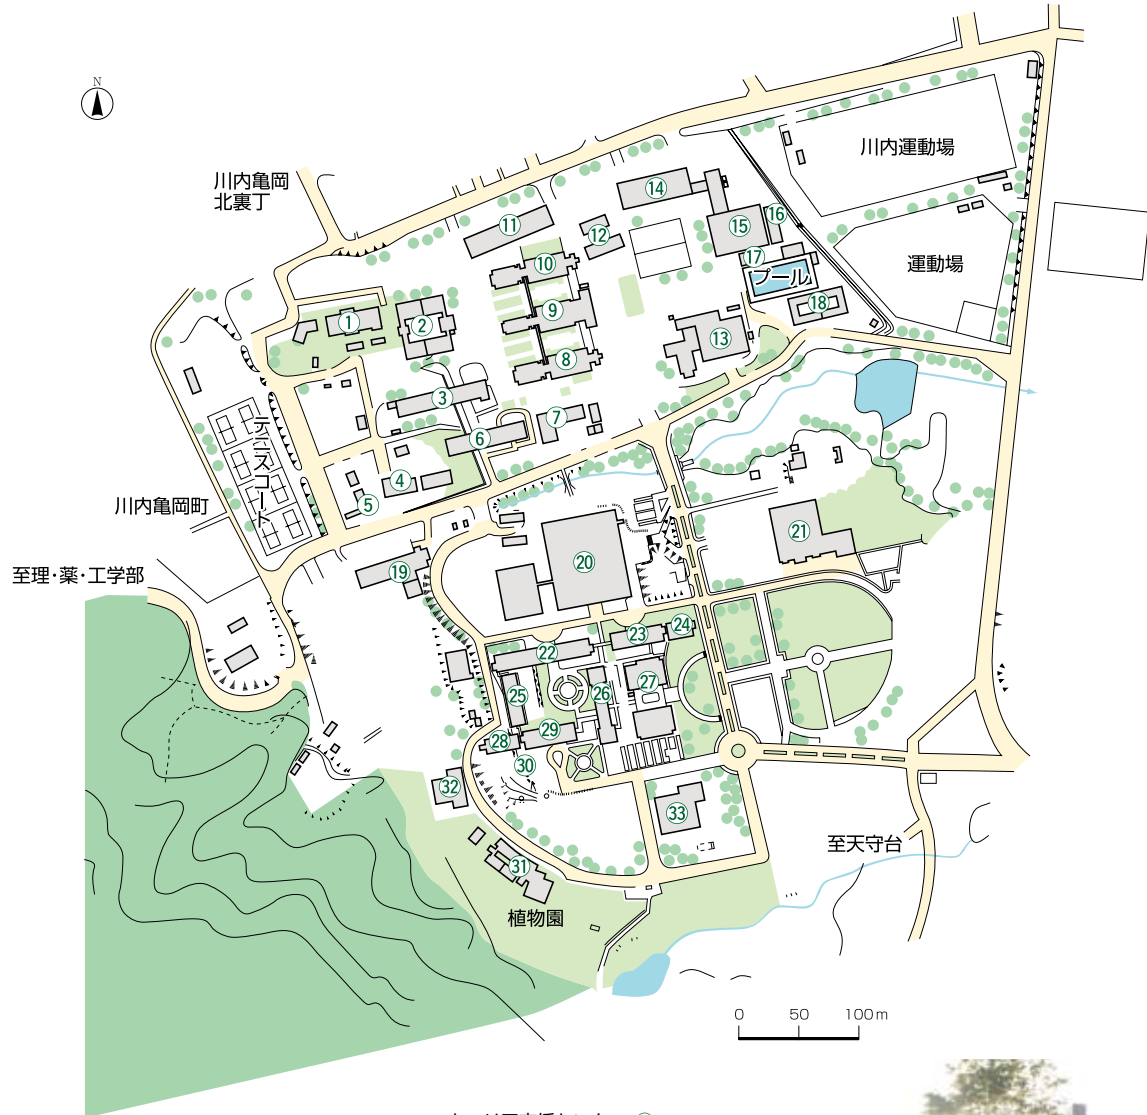 N
川内亀岡
北裏丁
川内運動場
運動場
プール
テニスコート
川内亀岡町
至理・薬・工学部
至天守台
植物園
⑭
⑪
⑫
⑮
⑯
⑰
⑱
⑩
⑨
⑧
①
②
⑬
③
⑦
⑥
④
⑤
⑲
⑳
㉑
㉒
㉓
㉔
㉕
㉖
㉗
㉘
㉙
㉚
㉜
㉝
㉛
0 50 100m